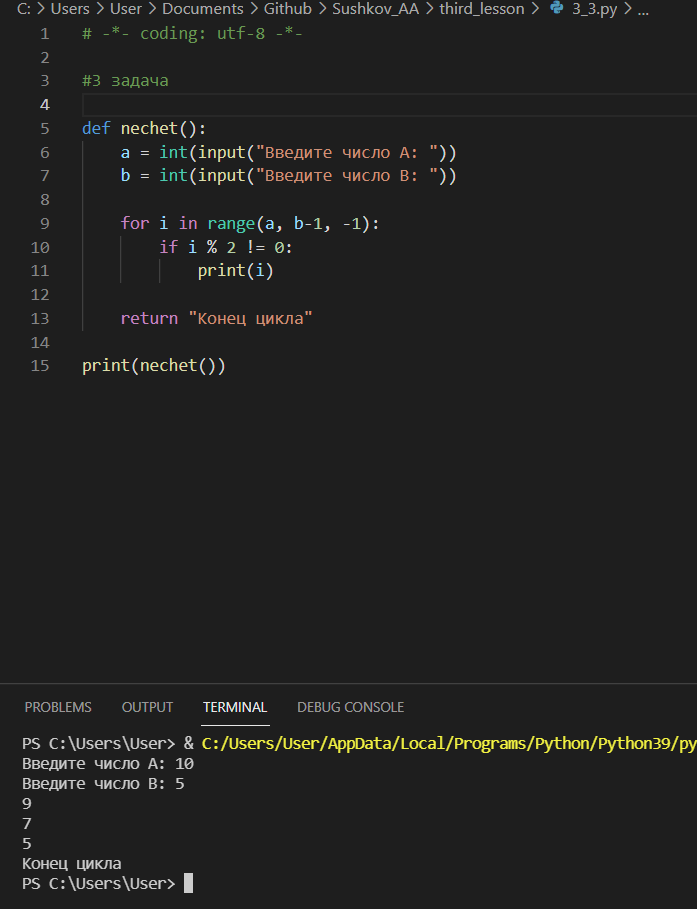 C: > Users > User > Documents > Github > Sushkov_AA > third_lesson > 3_3.py > ...
1 # -*- coding: utf-8 -*-
2
3 #3 задача
4
5 def nechet():
6     a = int(input("Введите число A: "))
7     b = int(input("Введите число B: "))
8
9     for i in range(a, b-1, -1):
10         if i % 2 != 0:
11             print(i)
12
13     return "Конец цикла"
14
15 print(nechet())
PROBLEMS OUTPUT TERMINAL DEBUG CONSOLE
PS C:\Users\User> & C:/Users/User/AppData/Local/Programs/Python/Python39/py
Введите число A: 10
Введите число B: 5
9
7
5
Конец цикла
PS C:\Users\User>